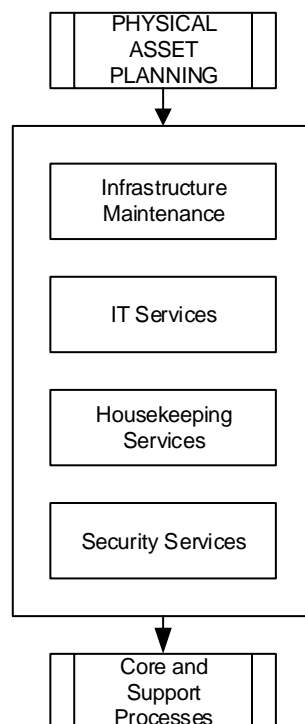 PHYSICAL
ASSET
PLANNING
Infrastructure
Maintenance
IT Services
Housekeeping
Services
Security Services
Core and
Support
Processes